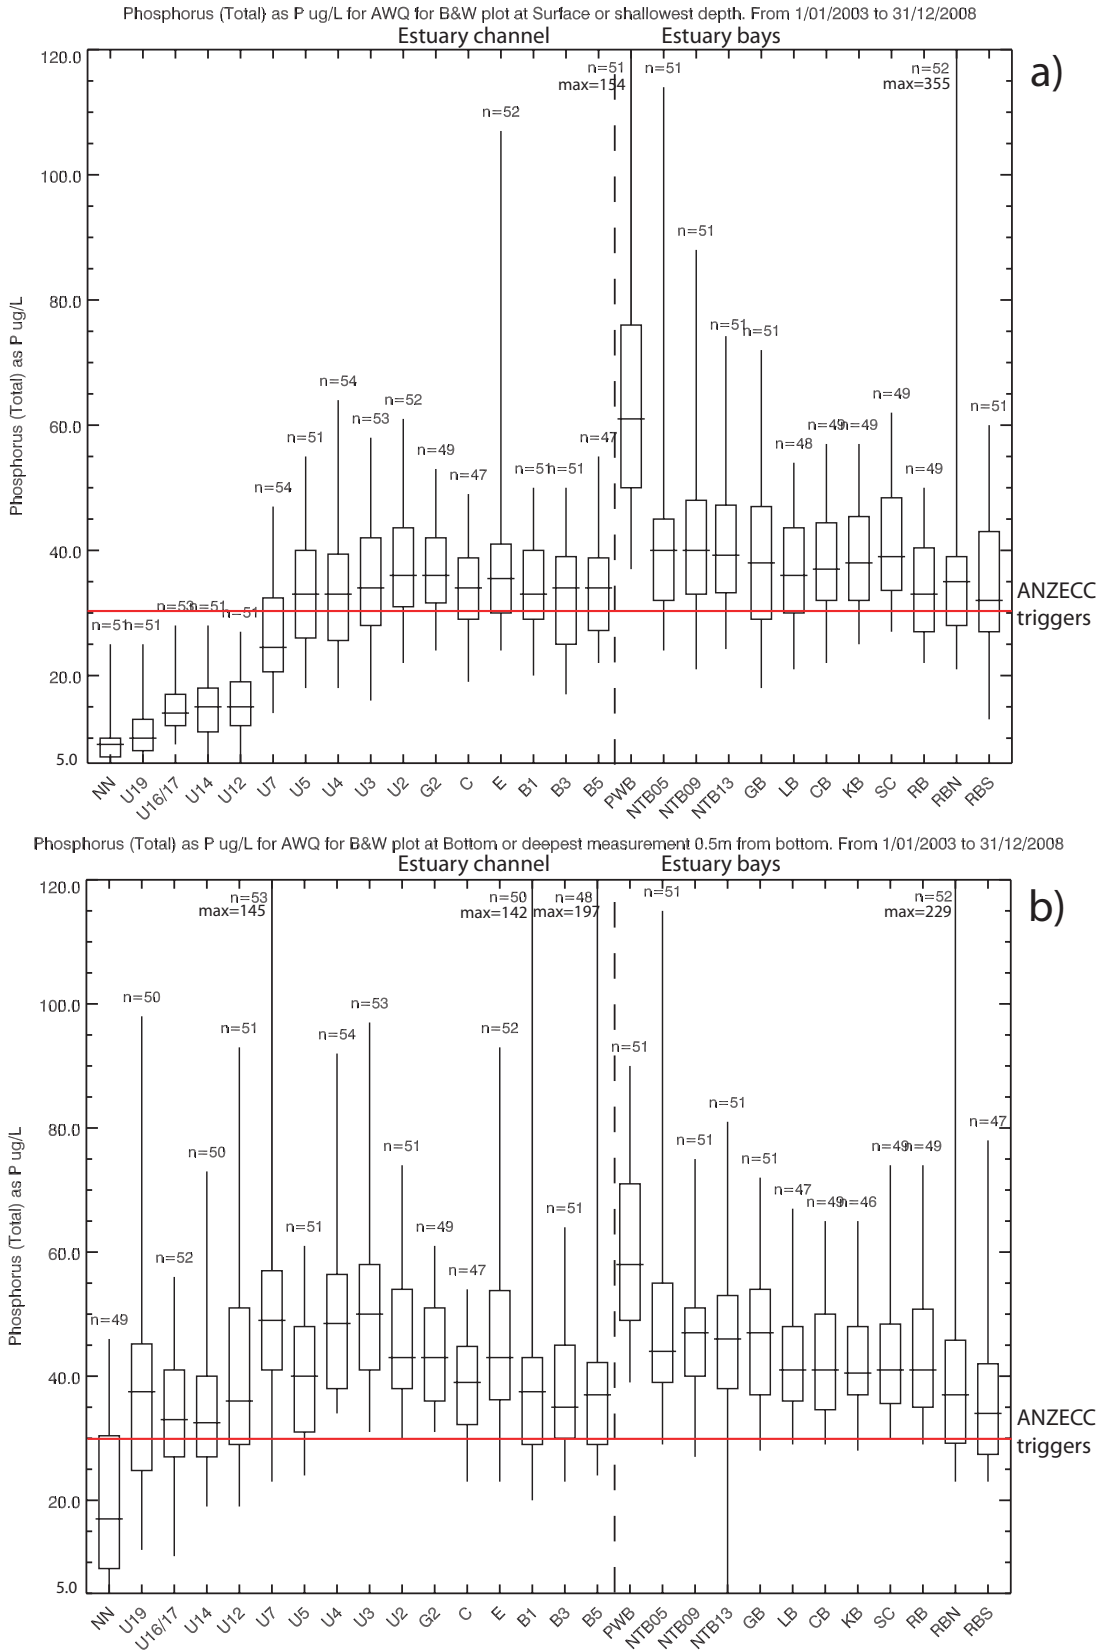 Phosphorus (Total) as P ug/L for AWQ for B&W plot at Surface or shallowest depth. From 1/01/2003 to 31/12/2008
Estuary channel Estuary bays
a)
120.0
100.0
80.0
60.0
40.0
20.0
5.0
Phosphorus (Total) as P ug/L
n=51 n=51 n=53 n=51 n=51 n=54 n=51 n=54 n=53 n=52 n=49 n=47 n=52 n=51 n=51 n=47
n=51
max=154
n=51 n=51 n=51 n=51 n=48 n=49 n=49 n=49 n=49
n=52
max=355
n=51
ANZECC
triggers
NN U19 U16/17 U14 U12 U7 U5 U4 U3 U2 G2 C E B1 B3 B5 PWB NTB05 NTB09 NTB13 GB LB CB KB SC RB RBN RBS
Phosphorus (Total) as P ug/L for AWQ for B&W plot at Bottom or deepest measurement 0.5m from bottom. From 1/01/2003 to 31/12/2008
Estuary channel Estuary bays
b)
120.0
100.0
80.0
60.0
40.0
20.0
5.0
Phosphorus (Total) as P ug/L
n=49 n=50 n=52 n=50 n=51
n=53
max=145
n=51 n=54 n=53 n=51 n=49 n=47 n=52
n=50
max=142
n=51
n=48
max=197
n=51 n=51 n=51 n=51 n=51 n=47 n=49 n=46 n=49 n=49
n=52
max=229
n=47
ANZECC
triggers
NN U19 U16/17 U14 U12 U7 U5 U4 U3 U2 G2 C E B1 B3 B5 PWB NTB05 NTB09 NTB13 GB LB CB KB SC RB RBN RBS